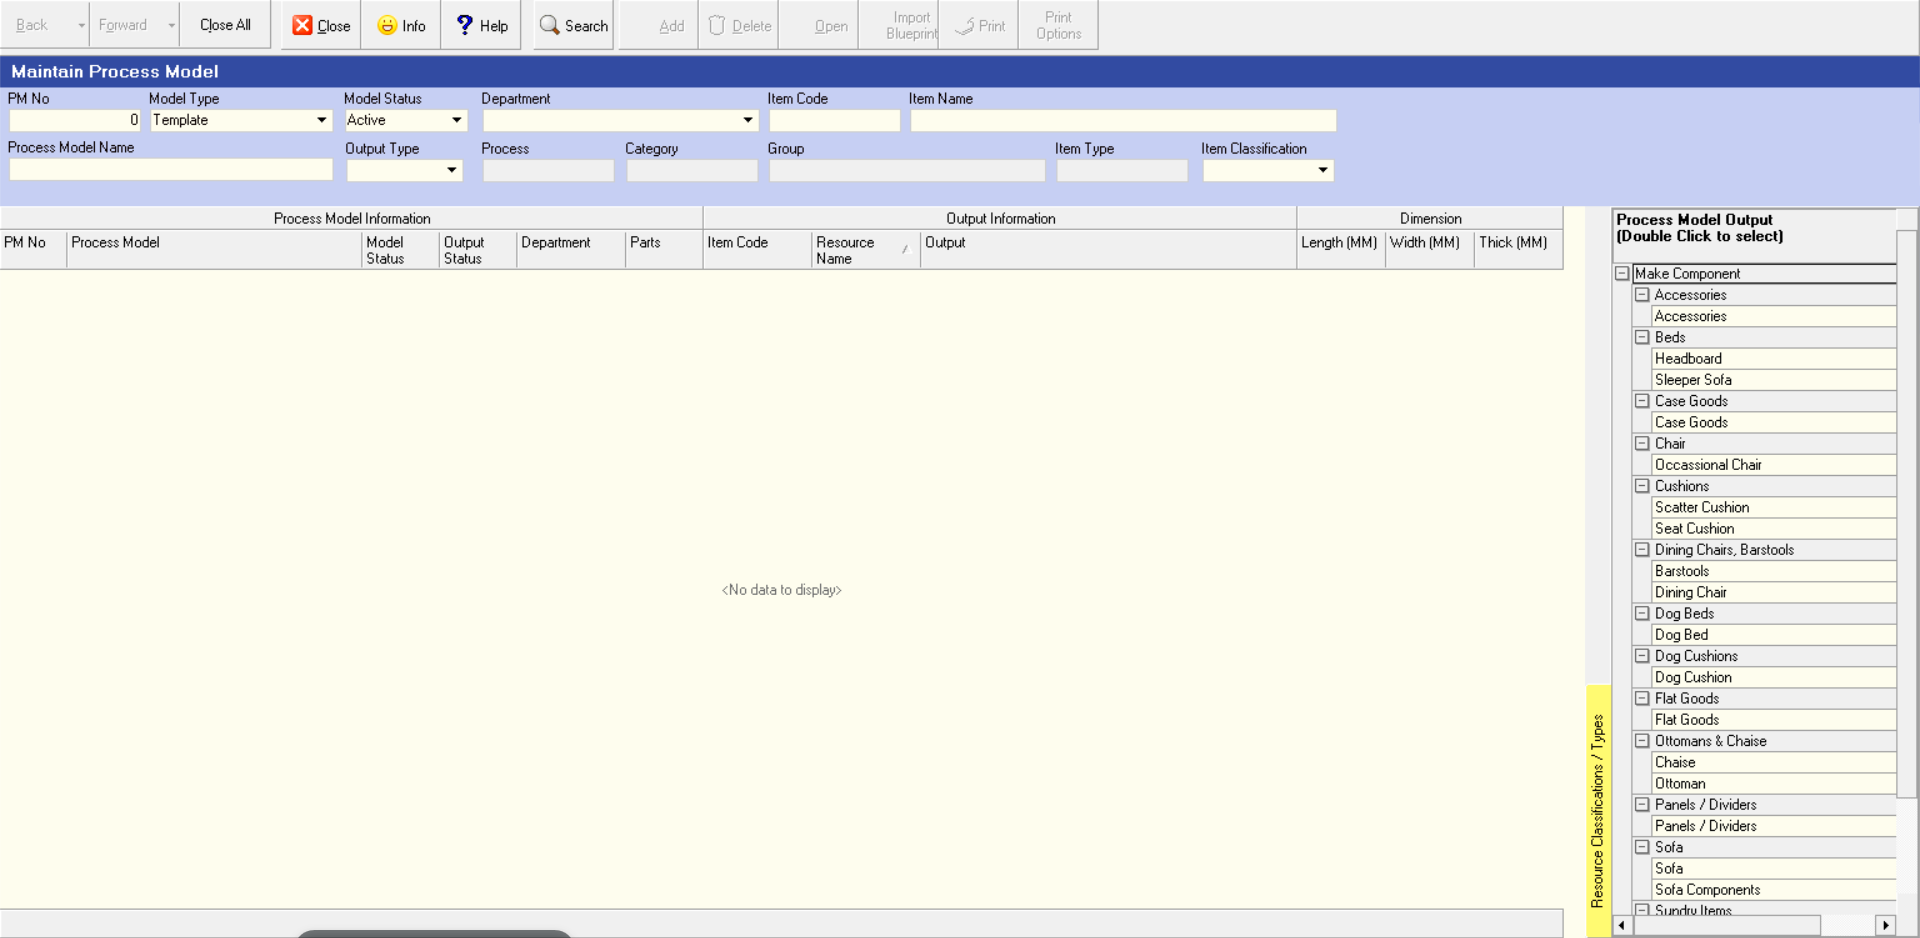 Back Forward Close All Close Info Help Search Add Delete Open Import Blueprint Print Print Options
Maintain Process Model
PM No Model Type Model Status Department Item Code Item Name
0 Template Active
Process Model Name Output Type Process Category Group Item Type Item Classification
Process Model Information Output Information Dimension
PM No Process Model Model Status Output Status Department Parts Item Code Resource Name Output Length (MM) Width (MM) Thick (MM)
<No data to display>
Resource Classifications / Types
Process Model Output
(Double Click to select)
Make Component
Accessories
Accessories
Beds
Headboard
Sleeper Sofa
Case Goods
Case Goods
Chair
Occassional Chair
Cushions
Scatter Cushion
Seat Cushion
Dining Chairs, Barstools
Barstools
Dining Chair
Dog Beds
Dog Bed
Dog Cushions
Dog Cushion
Flat Goods
Flat Goods
Ottomans & Chaise
Chaise
Ottoman
Panels / Dividers
Panels / Dividers
Sofa
Sofa
Sofa Components
Sundry Items